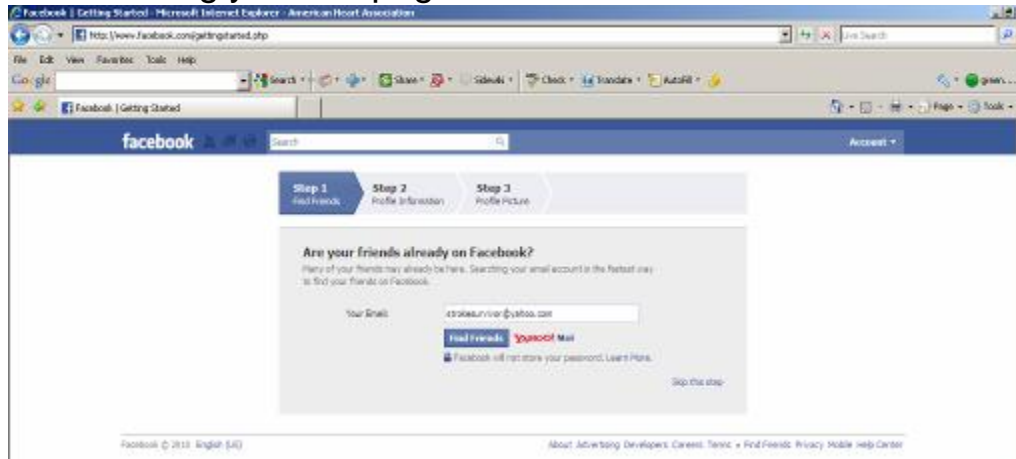 Facebook | Getting Started - Microsoft Internet Explorer - American Heart Association
http://www.facebook.com/gettingstarted.php
Live Search
File Edit View Favorites Tools Help
Google Search Share Sidewiki Check Translate AutoFill green...
Facebook | Getting Started Page Tools
facebook Search Account
Step 1 Step 2 Step 3
Find Friends Profile Information Profile Picture
Are your friends already on Facebook?
Many of your friends may already be here. Searching your email account is the fastest way
to find your friends on Facebook.
Your Email: strokesurvivor@yahoo.com
Find Friends YAHOO! Mail
Facebook will not store your password. Learn More.
Skip this step
Facebook © 2010 English (US) About Advertising Developers Careers Terms • Find Friends Privacy Mobile Help Center